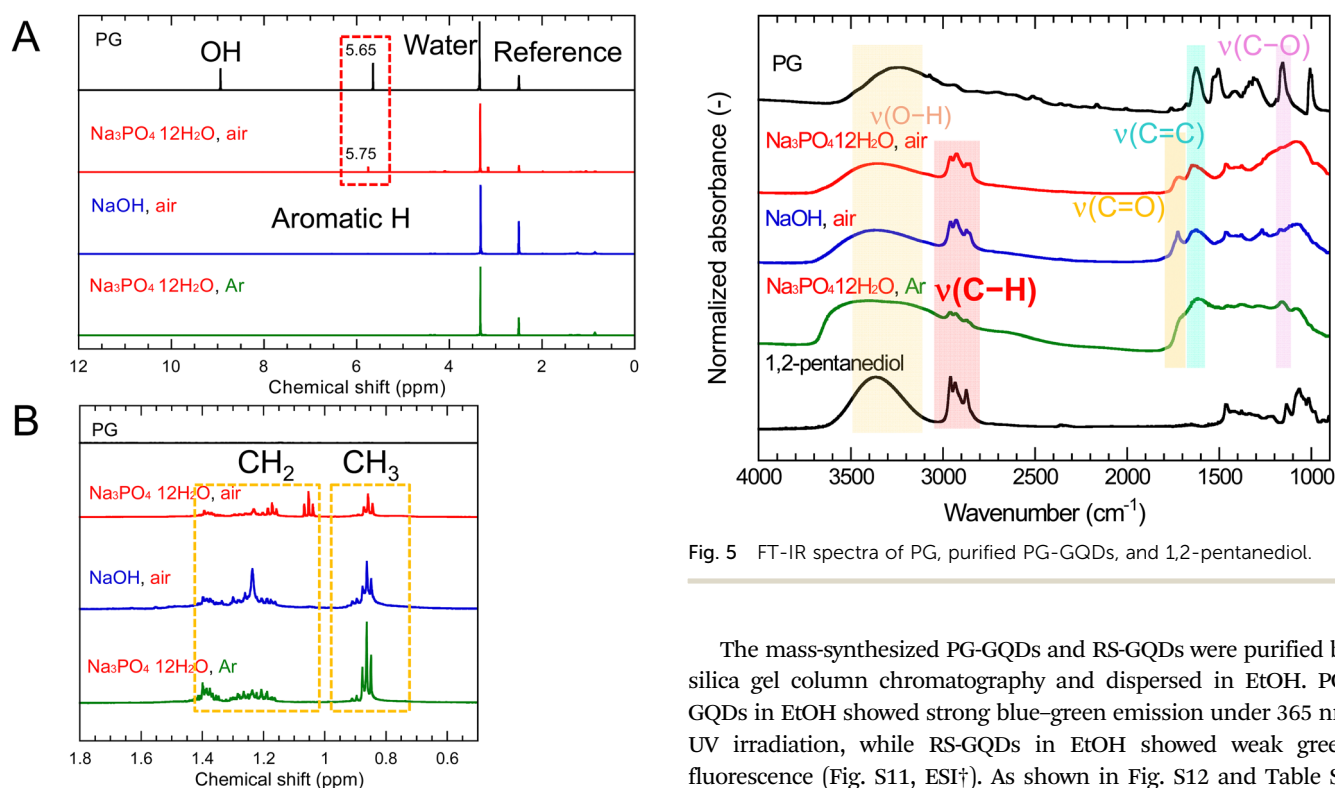 A
PG
OH
5.65
Water
Reference
Na₃PO₄ 12H₂O, air
5.75
NaOH, air
Aromatic H
Na₃PO₄ 12H₂O, Ar
12 10 8 6 4 2 0
Chemical shift (ppm)
B
PG
CH₂
CH₃
Na₃PO₄ 12H₂O, air
NaOH, air
Na₃PO₄ 12H₂O, Ar
1.8 1.6 1.4 1.2 1 0.8 0.6
Chemical shift (ppm)
Normalized absorbance (-)
PG
ν(C−O)
ν(O−H)
ν(C=C)
Na₃PO₄12H₂O, air
ν(C=O)
NaOH, air
Na₃PO₄12H₂O, Ar
ν(C−H)
1,2-pentanediol
4000 3500 3000 2500 2000 1500 1000
Wavenumber (cm⁻¹)
Fig. 5 FT-IR spectra of PG, purified PG-GQDs, and 1,2-pentanediol.
The mass-synthesized PG-GQDs and RS-GQDs were purified b
silica gel column chromatography and dispersed in EtOH. PG
GQDs in EtOH showed strong blue–green emission under 365 n
UV irradiation, while RS-GQDs in EtOH showed weak gree
fluorescence (Fig. S11, ESI†). As shown in Fig. S12 and Table S